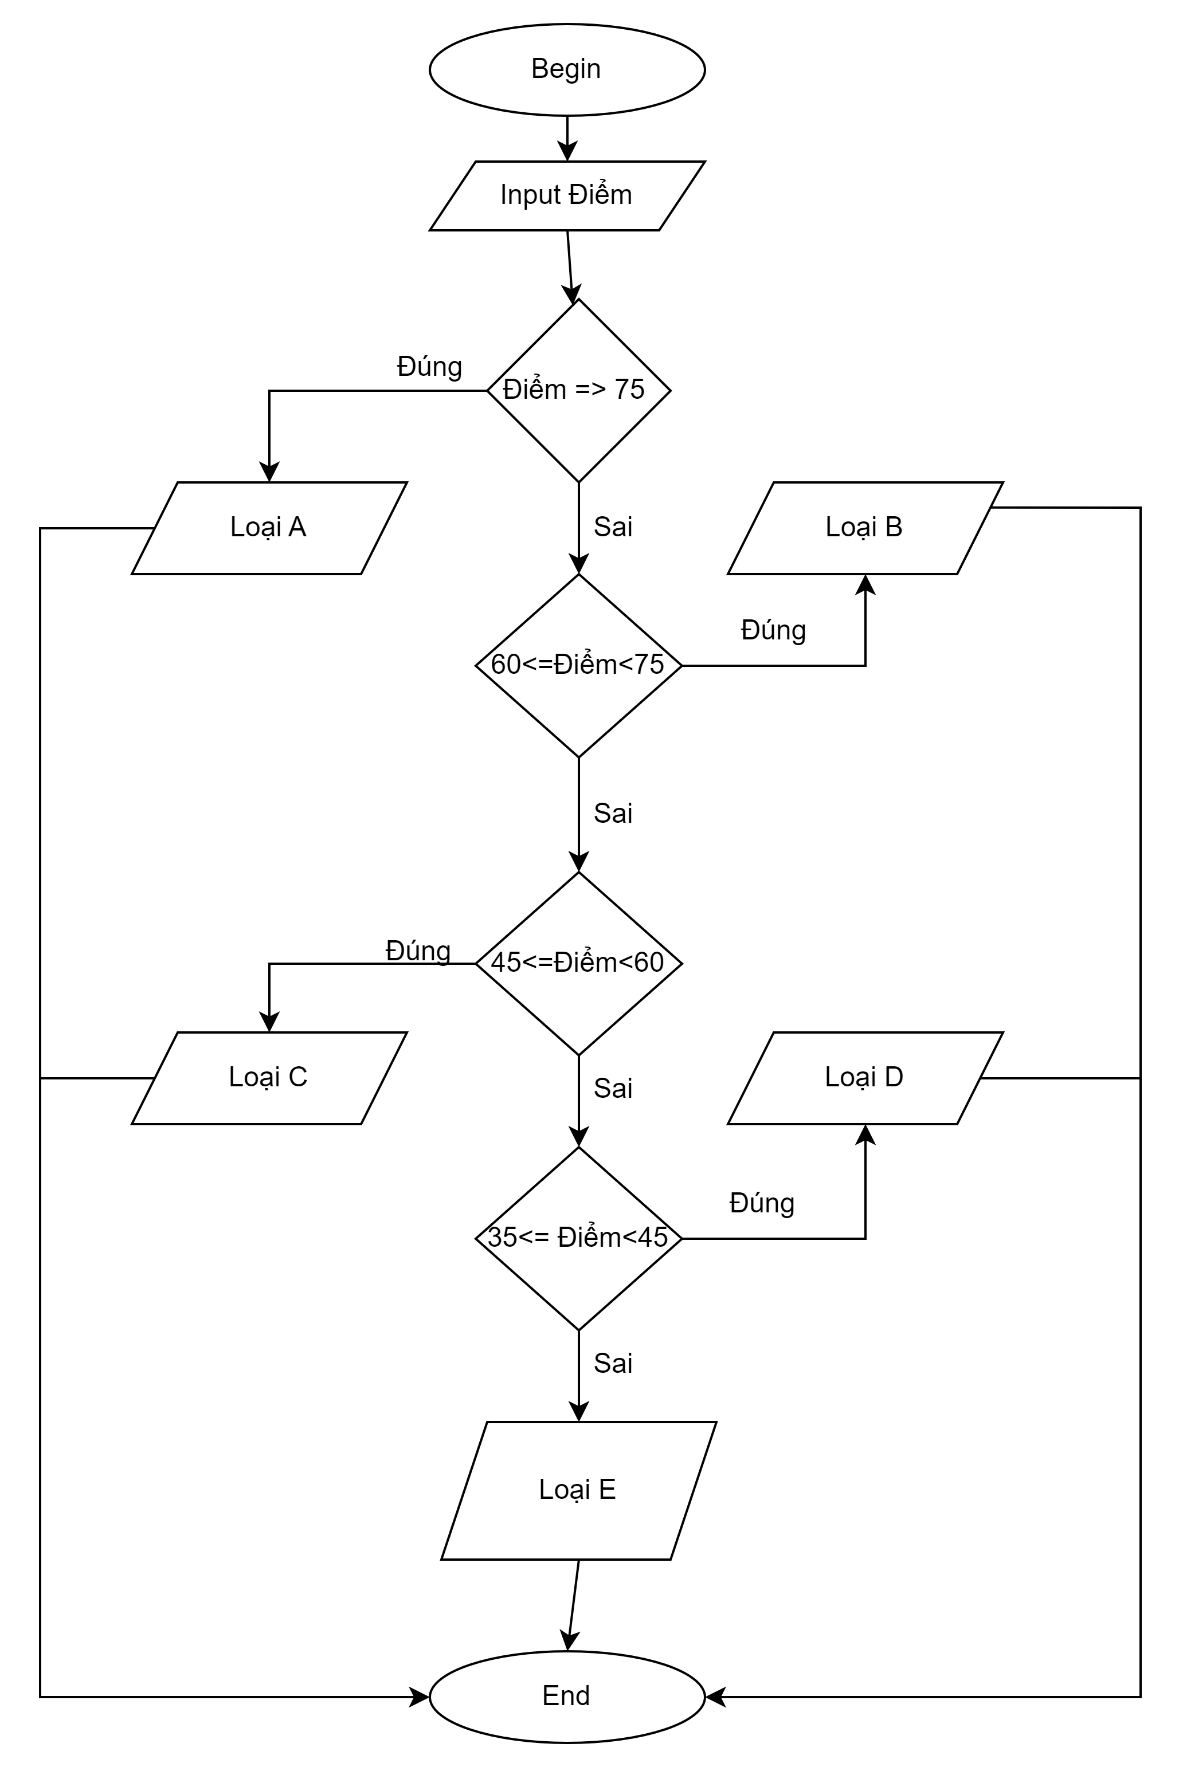 Begin
Input Điểm
Đúng
Điểm => 75
Loại A
Sai
Loại B
Đúng
60<=Điểm<75
Sai
Đúng
45<=Điểm<60
Loại C
Sai
Loại D
Đúng
35<= Điểm<45
Sai
Loại E
End